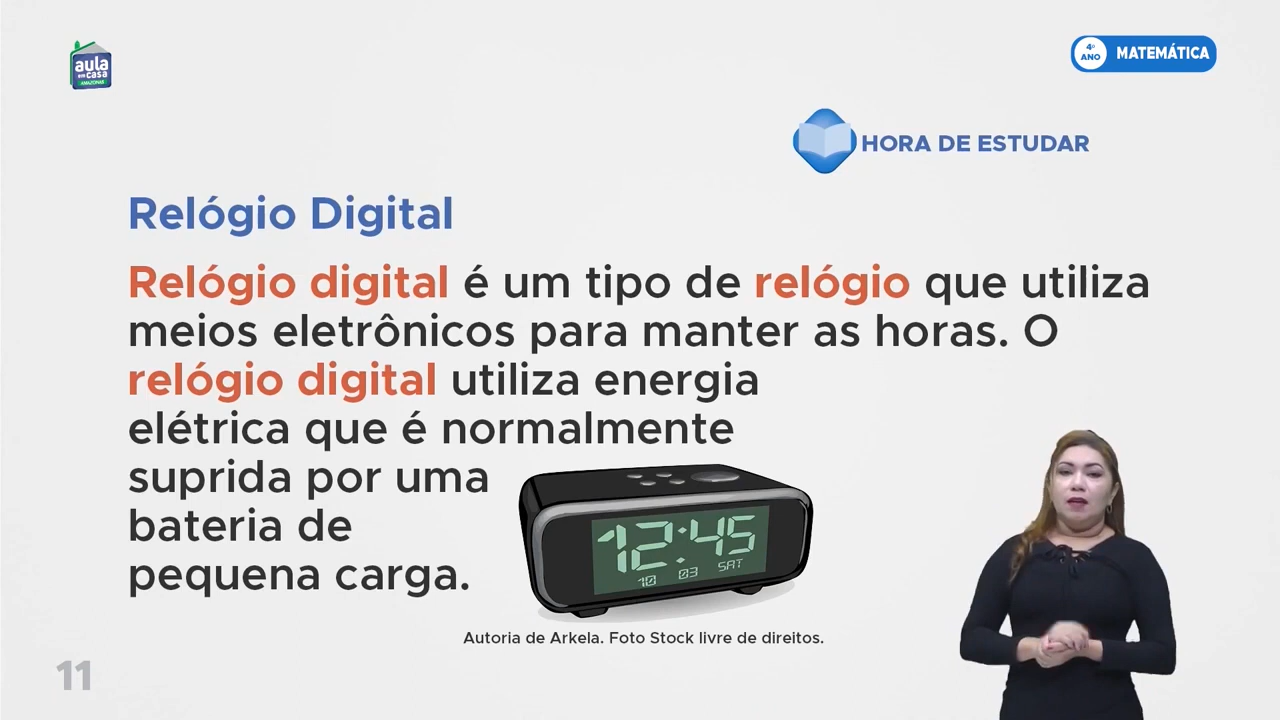 aula
em casa
AMAZONAS
4º
ANO
MATEMÁTICA
HORA DE ESTUDAR
Relógio Digital
Relógio digital é um tipo de relógio que utiliza
meios eletrônicos para manter as horas. O
relógio digital utiliza energia
elétrica que é normalmente
suprida por uma
bateria de
pequena carga.
12:45
10 03 SAT
Autoria de Arkela. Foto Stock livre de direitos.
11